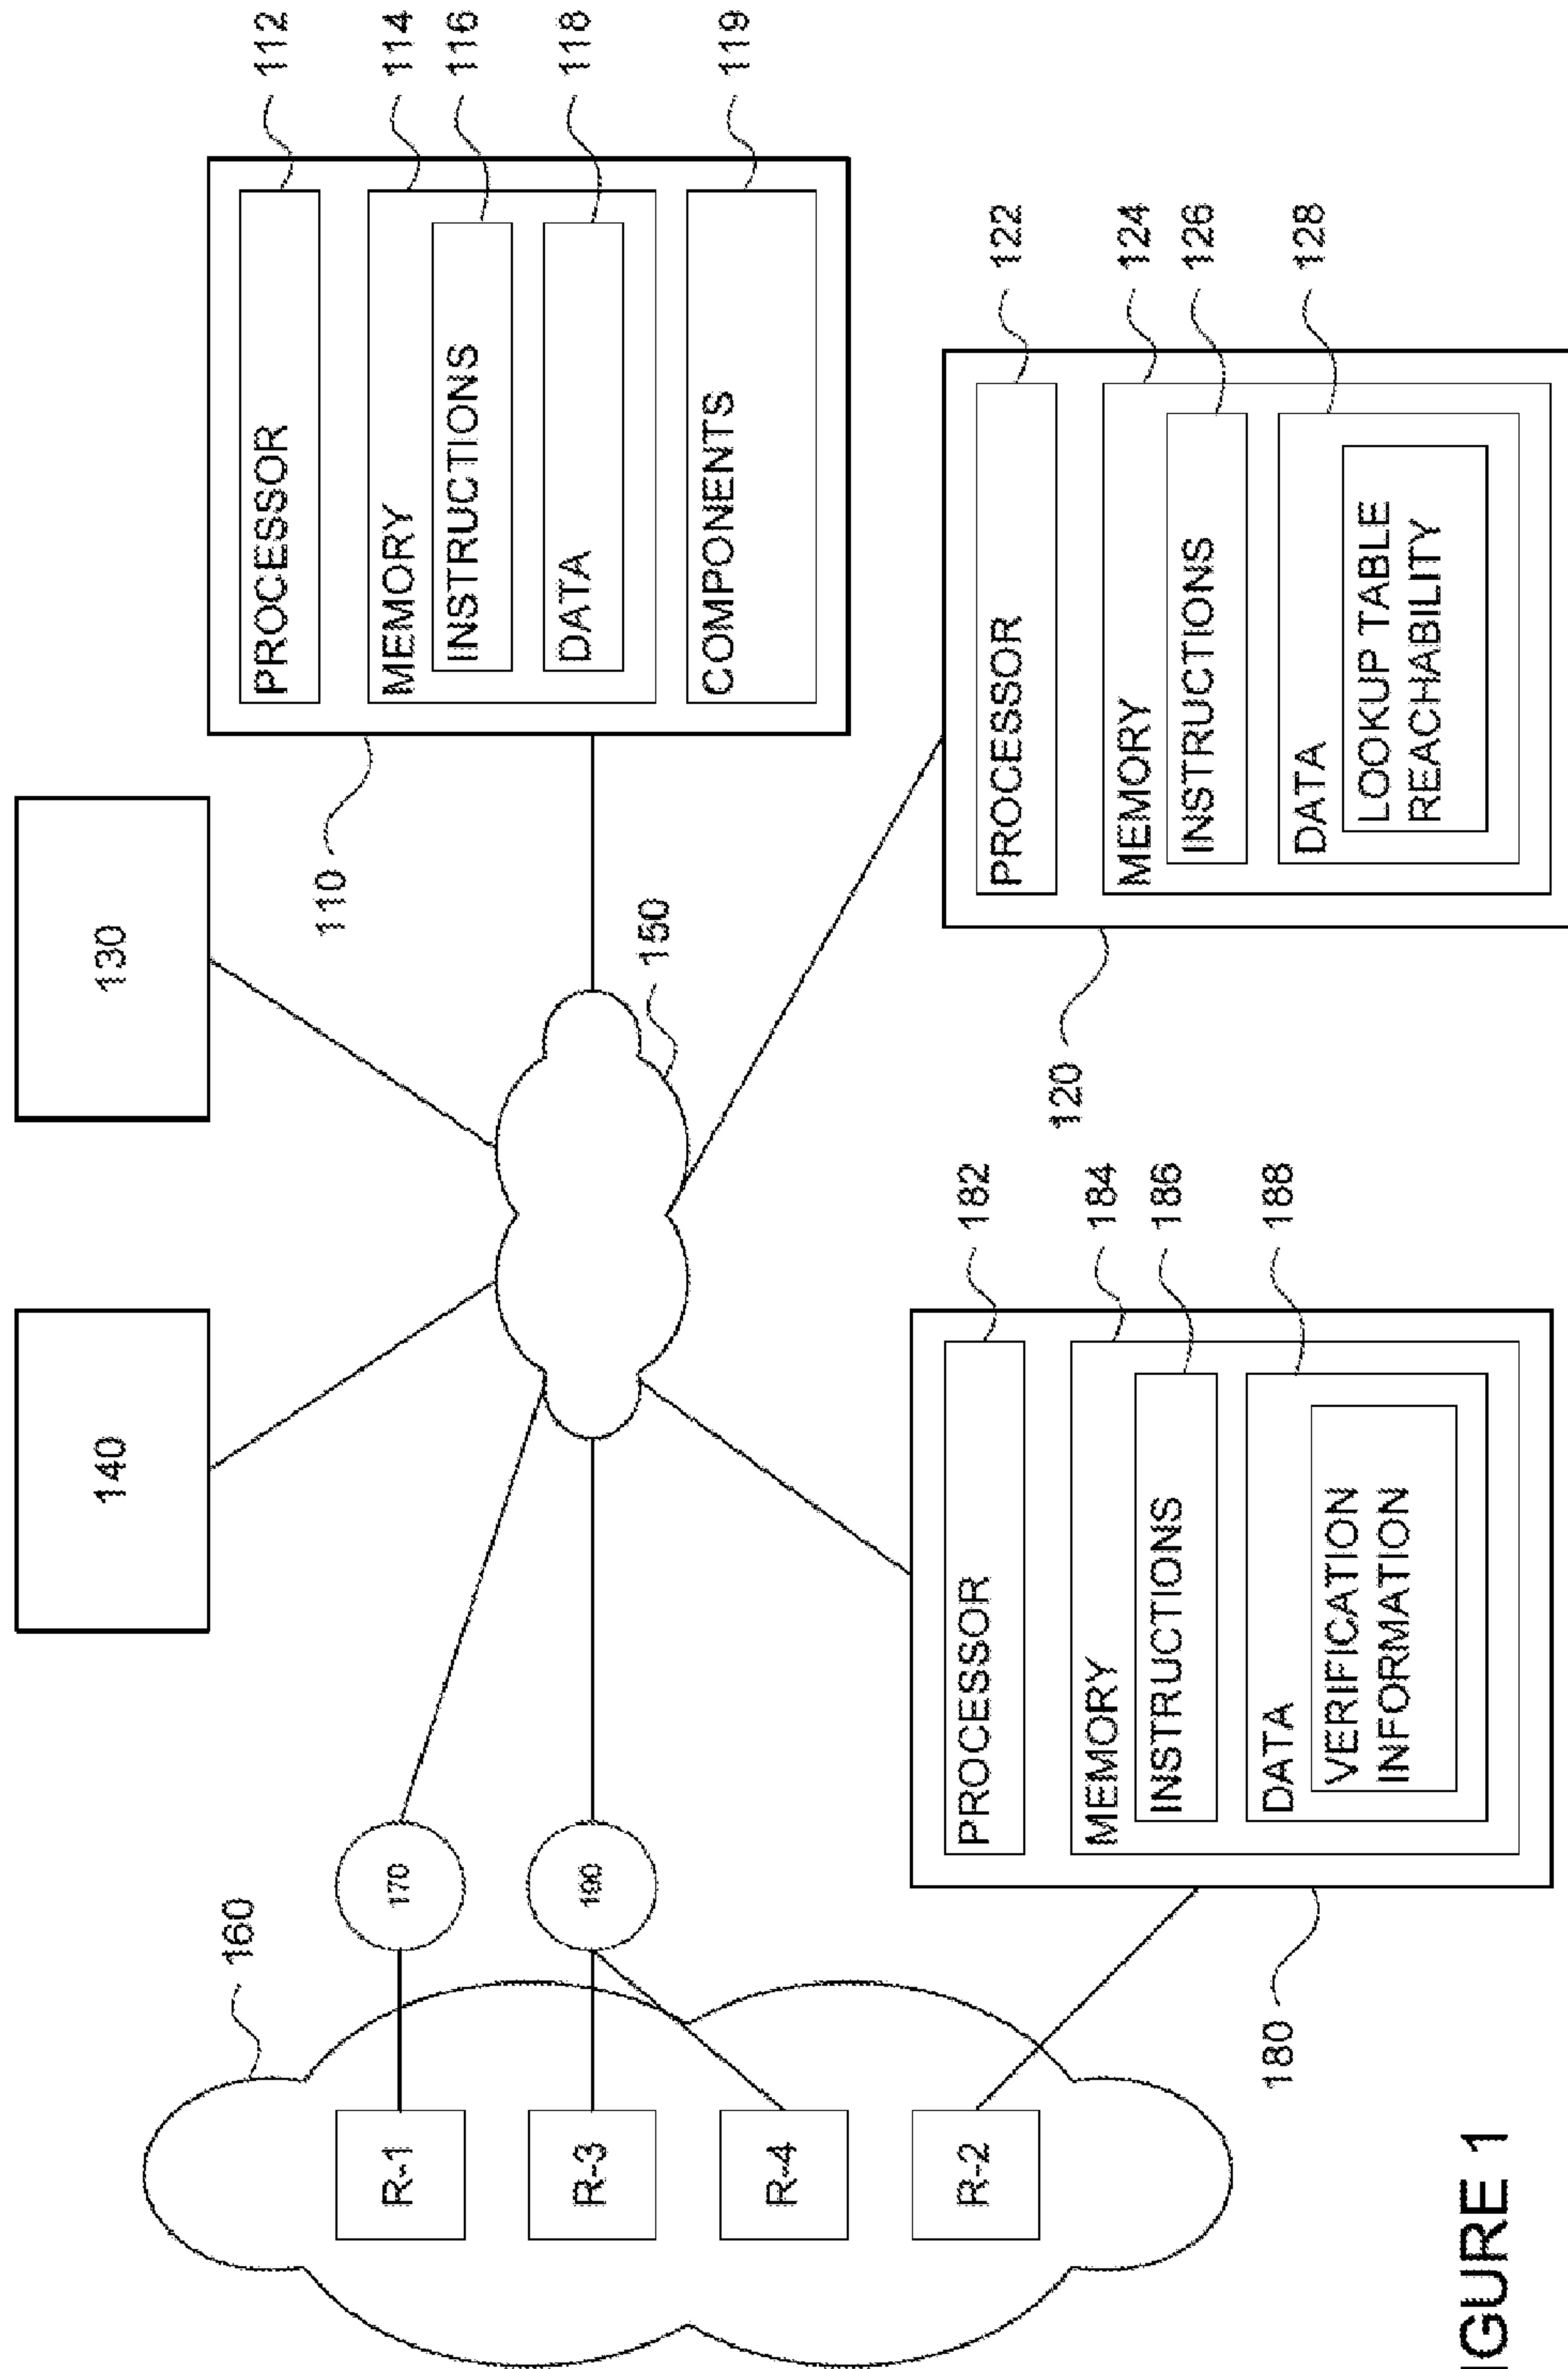 140
130
160
R-1
R-3
R-4
R-2
170
190
150
110
PROCESSOR
MEMORY
INSTRUCTIONS
DATA
COMPONENTS
112
114
116
118
119
180
PROCESSOR
MEMORY
INSTRUCTIONS
DATA
VERIFICATION
INFORMATION
182
184
186
188
120
PROCESSOR
MEMORY
INSTRUCTIONS
DATA
LOOKUP TABLE
REACHABILITY
122
124
126
128
IGURE 1